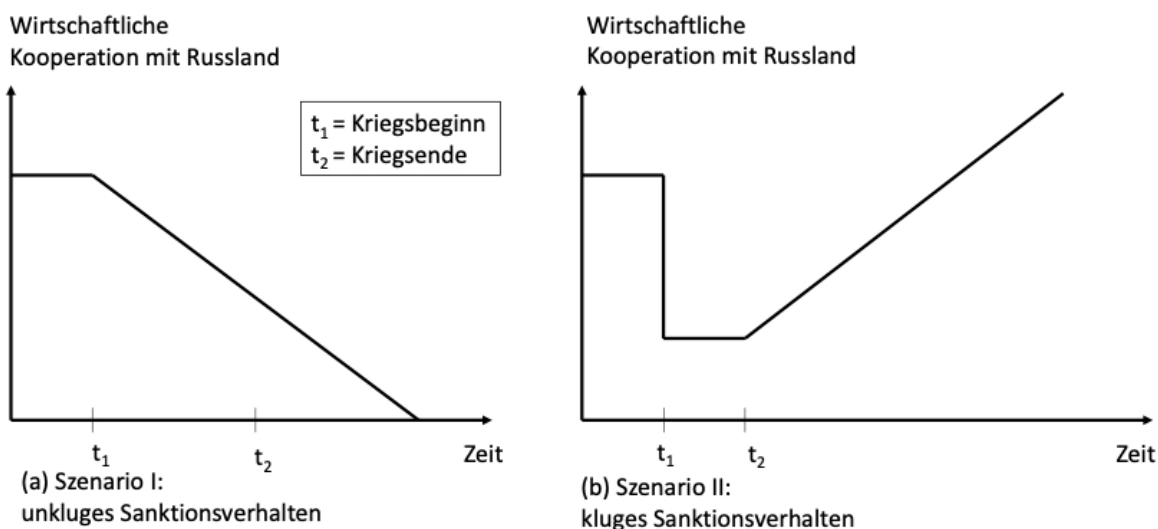 Wirtschaftliche
Kooperation mit Russland
t₁ = Kriegsbeginn
t₂ = Kriegsende
t₁
t₂
Zeit
(a) Szenario I:
unkluges Sanktionsverhalten
Wirtschaftliche
Kooperation mit Russland
t₁
t₂
Zeit
(b) Szenario II:
kluges Sanktionsverhalten